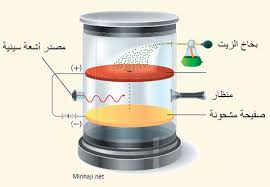 بخاخ الزيت
مصدر أشعة سينية
(+)
منظار
(−)
صفيحة مشحونة
Minhaji.net